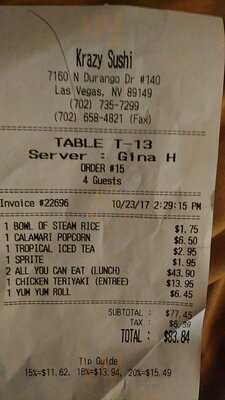 Krazy Sushi
7160 N Durango Dr #140
Las Vegas, NV 89149
(702) 735-7299
(702) 658-4821 (Fax)
TABLE T-13
Server : Gina H
ORDER #15
4 Guests
Invoice #22696 10/23/17 2:29:15 PM
1 BOWL OF STEAM RICE $1.75
1 CALAMARI POPCORN $6.50
1 TROPICAL ICED TEA $2.95
1 SPRITE $1.95
2 ALL YOU CAN EAT (LUNCH) $43.90
1 CHICKEN TERIYAKI (ENTREE) $13.95
1 YUM YUM ROLL $6.45
SUBTOTAL : $77.45
TAX : $6.39
TOTAL : $83.84
Tip Guide
15%=$11.62, 18%=$13.94, 20%=$15.49